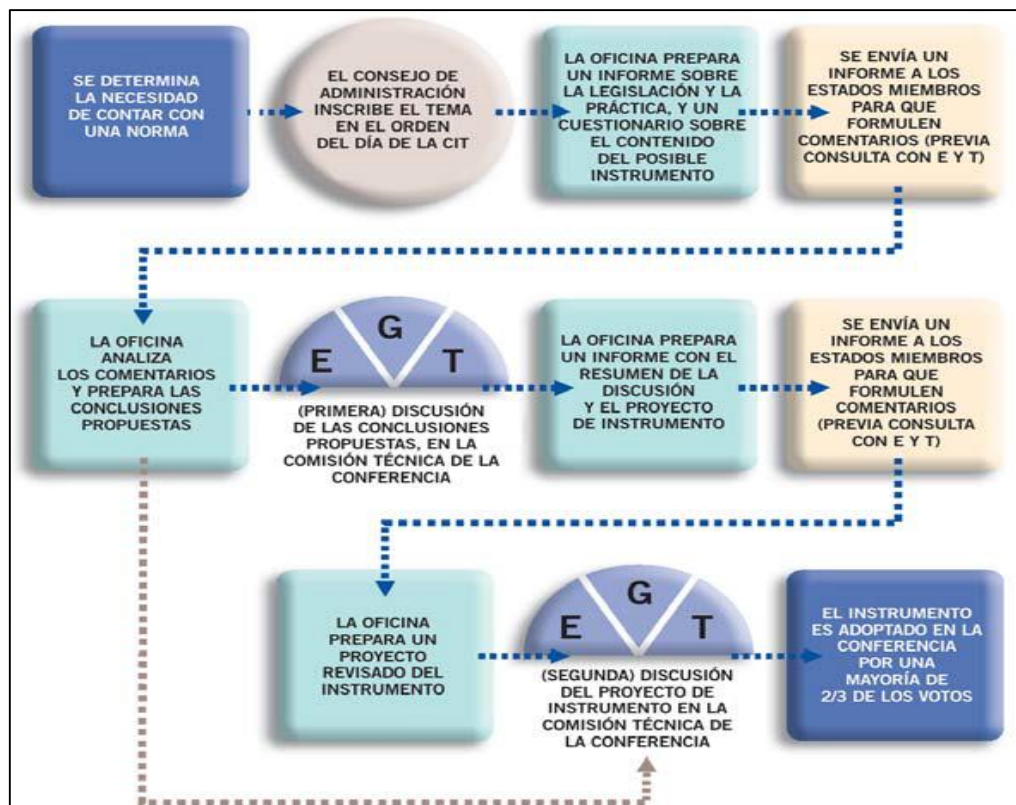 SE DETERMINA
LA NECESIDAD
DE CONTAR CON
UNA NORMA
EL CONSEJO DE
ADMINISTRACIÓN
INSCRIBE EL TEMA
EN EL ORDEN
DEL DÍA DE LA CIT
LA OFICINA PREPARA
UN INFORME SOBRE
LA LEGISLACIÓN Y LA
PRÁCTICA, Y UN
CUESTIONARIO SOBRE
EL CONTENIDO
DEL POSIBLE
INSTRUMENTO
SE ENVÍA UN
INFORME A LOS
ESTADOS MIEMBROS
PARA QUE
FORMULEN
COMENTARIOS (PREVIA
CONSULTA CON E Y T)
LA OFICINA
ANALIZA
LOS COMENTARIOS
Y PREPARA LAS
CONCLUSIONES
PROPUESTAS
E G T
(PRIMERA) DISCUSIÓN
DE LAS CONCLUSIONES
PROPUESTAS, EN LA
COMISIÓN TÉCNICA DE LA
CONFERENCIA
LA OFICINA PREPARA
UN INFORME CON EL
RESUMEN DE LA
DISCUSIÓN
Y EL PROYECTO
DE INSTRUMENTO
SE ENVÍA UN
INFORME A LOS
ESTADOS MIEMBROS
PARA QUE
FORMULEN
COMENTARIOS
(PREVIA CONSULTA
CON E Y T)
LA OFICINA
PREPARA UN
PROYECTO
REVISADO DEL
INSTRUMENTO
E G T
(SEGUNDA) DISCUSIÓN
DEL PROYECTO DE
INSTRUMENTO EN LA
COMISIÓN TÉCNICA DE
LA CONFERENCIA
EL INSTRUMENTO
ES ADOPTADO EN LA
CONFERENCIA
POR UNA
MAYORÍA DE
2/3 DE LOS VOTOS